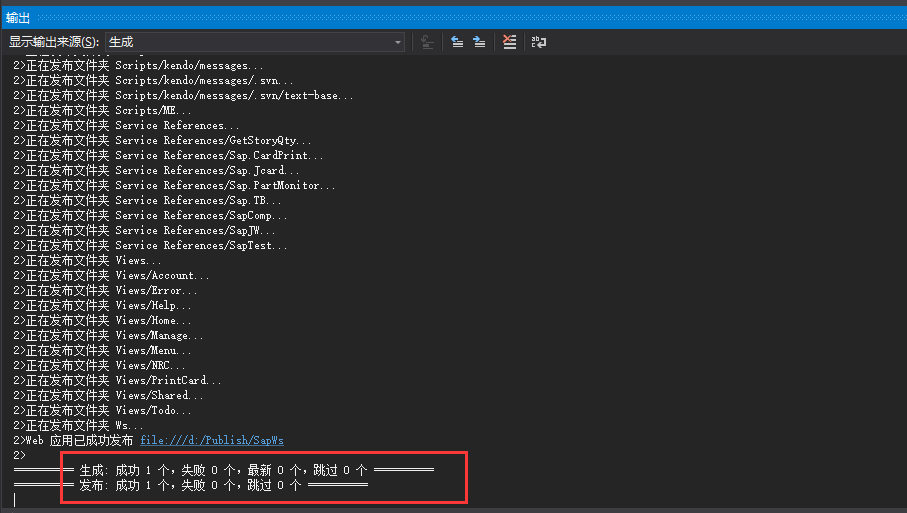 输出
显示输出来源(S): 生成
2>正在发布文件夹 Scripts/kendo/messages...
2>正在发布文件夹 Scripts/kendo/messages/.svn...
2>正在发布文件夹 Scripts/kendo/messages/.svn/text-base...
2>正在发布文件夹 Scripts/ME...
2>正在发布文件夹 Service References...
2>正在发布文件夹 Service References/GetStoryQty...
2>正在发布文件夹 Service References/Sap.CardPrint...
2>正在发布文件夹 Service References/Sap.Jcard...
2>正在发布文件夹 Service References/Sap.PartMonitor...
2>正在发布文件夹 Service References/Sap.TB...
2>正在发布文件夹 Service References/SapComp...
2>正在发布文件夹 Service References/SapJW...
2>正在发布文件夹 Service References/SapTest...
2>正在发布文件夹 Views...
2>正在发布文件夹 Views/Account...
2>正在发布文件夹 Views/Error...
2>正在发布文件夹 Views/Help...
2>正在发布文件夹 Views/Home...
2>正在发布文件夹 Views/Manage...
2>正在发布文件夹 Views/Menu...
2>正在发布文件夹 Views/NRC...
2>正在发布文件夹 Views/PrintCard...
2>正在发布文件夹 Views/Shared...
2>正在发布文件夹 Views/Todo...
2>正在发布文件夹 Ws...
2>Web 应用已成功发布 file:///d:/Publish/SapWs
2>
========== 生成: 成功 1 个，失败 0 个，最新 0 个，跳过 0 个 ==========
========== 发布: 成功 1 个，失败 0 个，跳过 0 个 ==========